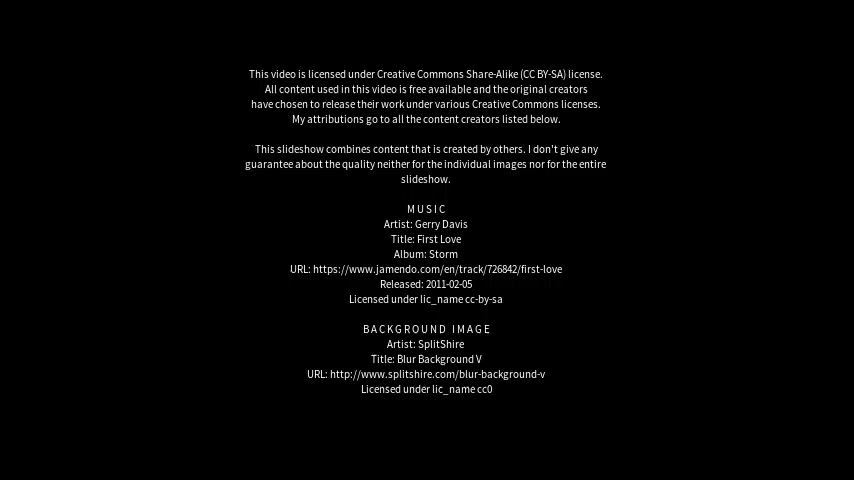 This video is licensed under Creative Commons Share-Alike (CC BY-SA) license.
All content used in this video is free available and the original creators
have chosen to release their work under various Creative Commons licenses.
My attributions go to all the content creators listed below.
This slideshow combines content that is created by others. I don't give any
guarantee about the quality neither for the individual images nor for the entire
slideshow.
MUSIC
Artist: Gerry Davis
Title: First Love
Album: Storm
URL: https://www.jamendo.com/en/track/726842/first-love
Released: 2011-02-05
Licensed under lic_name cc-by-sa
BACKGROUND IMAGE
Artist: SplitShire
Title: Blur Background V
URL: http://www.splitshire.com/blur-background-v
Licensed under lic_name cc0